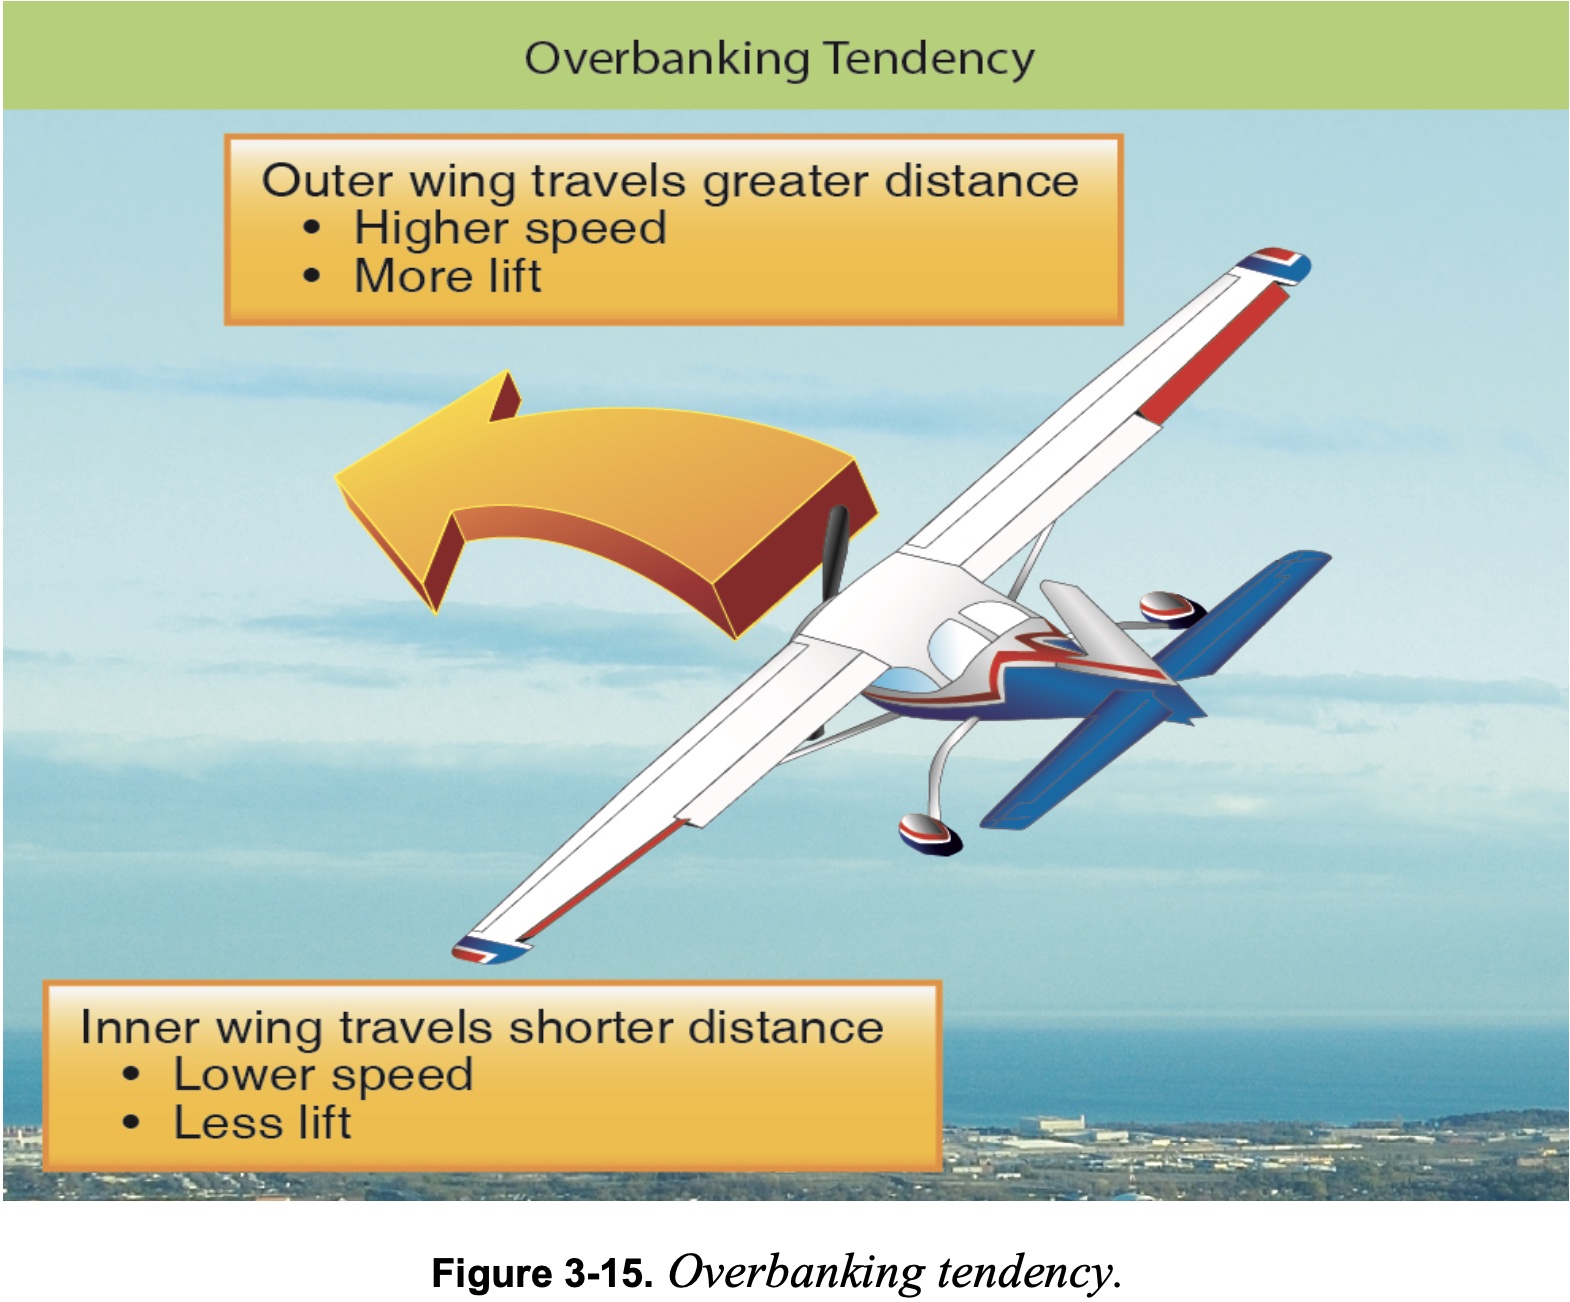 Overbanking Tendency
Outer wing travels greater distance
• Higher speed
• More lift
Inner wing travels shorter distance
• Lower speed
• Less lift
Figure 3-15. Overbanking tendency.